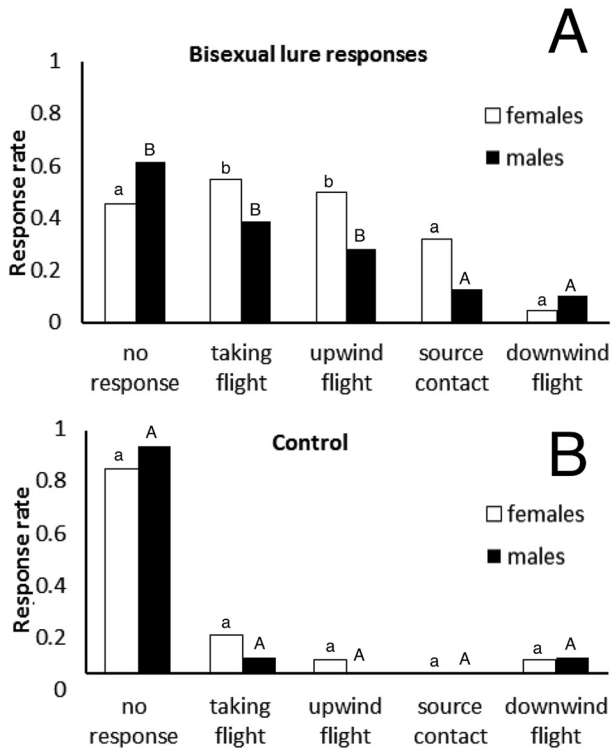 A
Bisexual lure responses
1
0.8
0.6
0.4
0.2
0
Response rate
females
males
a B
b B
b B
a A
a A
no response
taking flight
upwind flight
source contact
downwind flight
B
Control
1
0.8
0.6
0.4
0.2
0
Response rate
females
males
a A
a A
a A
a A
a A
no response
taking flight
upwind flight
source contact
downwind flight